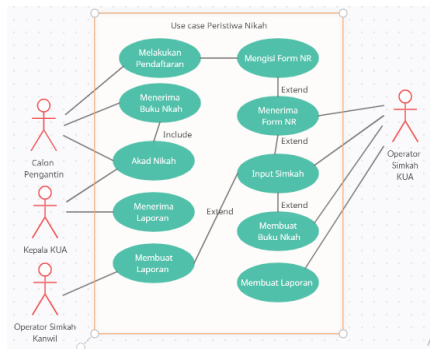 Use case Peristiwa Nikah
Melakukan
Pendaftaran
Mengisi Form NR
Extend
Menerima
Buku Nkah
Menerima
Form NR
Include
Extend
Akad Nikah
Input Simkah
Calon
Pengantin
Operator
Simkah
KUA
Extend
Menerima
Laporan
Extend
Membuat
Buku Nkah
Kepala KUA
Membuat
Laporan
Membuat Laporan
Operator Simkah
Kanwil